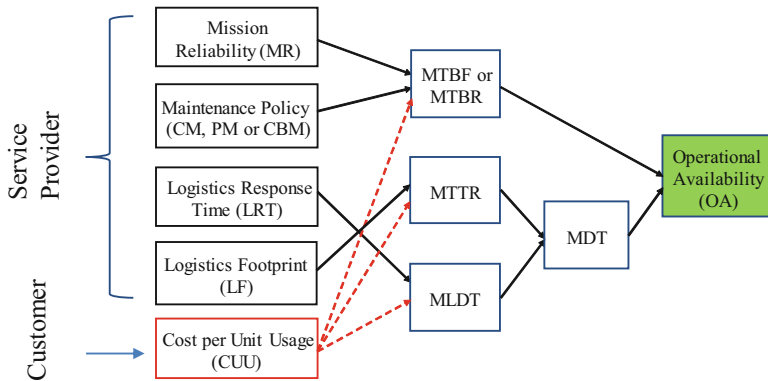 Service
Provider
Customer
Mission
Reliability (MR)
Maintenance Policy
(CM, PM or CBM)
Logistics Response
Time (LRT)
Logistics Footprint
(LF)
Cost per Unit Usage
(CUU)
MTBF or
MTBR
MTTR
MLDT
MDT
Operational
Availability
(OA)